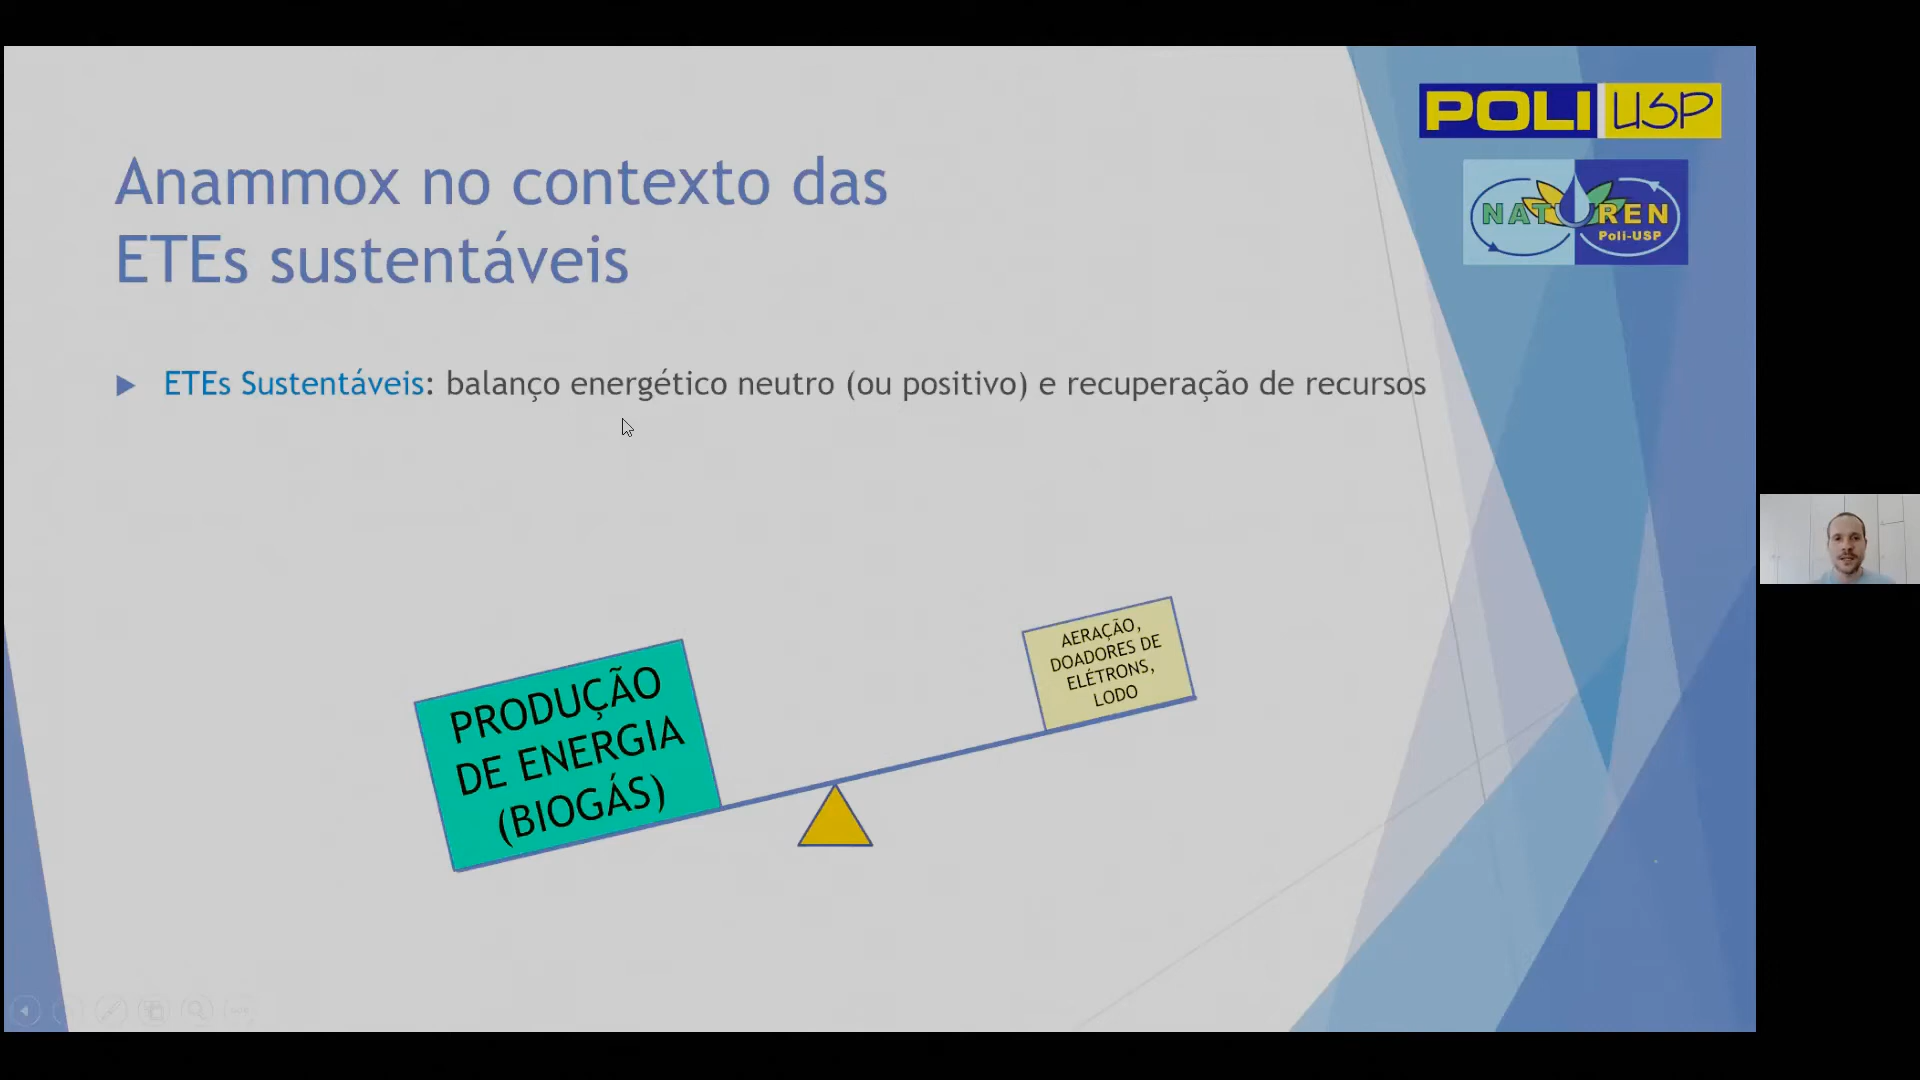 POLI USP
NATUREN
Poli-USP
Anammox no contexto das
ETEs sustentáveis
ETEs Sustentáveis: balanço energético neutro (ou positivo) e recuperação de recursos
PRODUÇÃO
DE ENERGIA
(BIOGÁS)
AERAÇÃO,
DOADORES DE
ELÉTRONS,
LODO